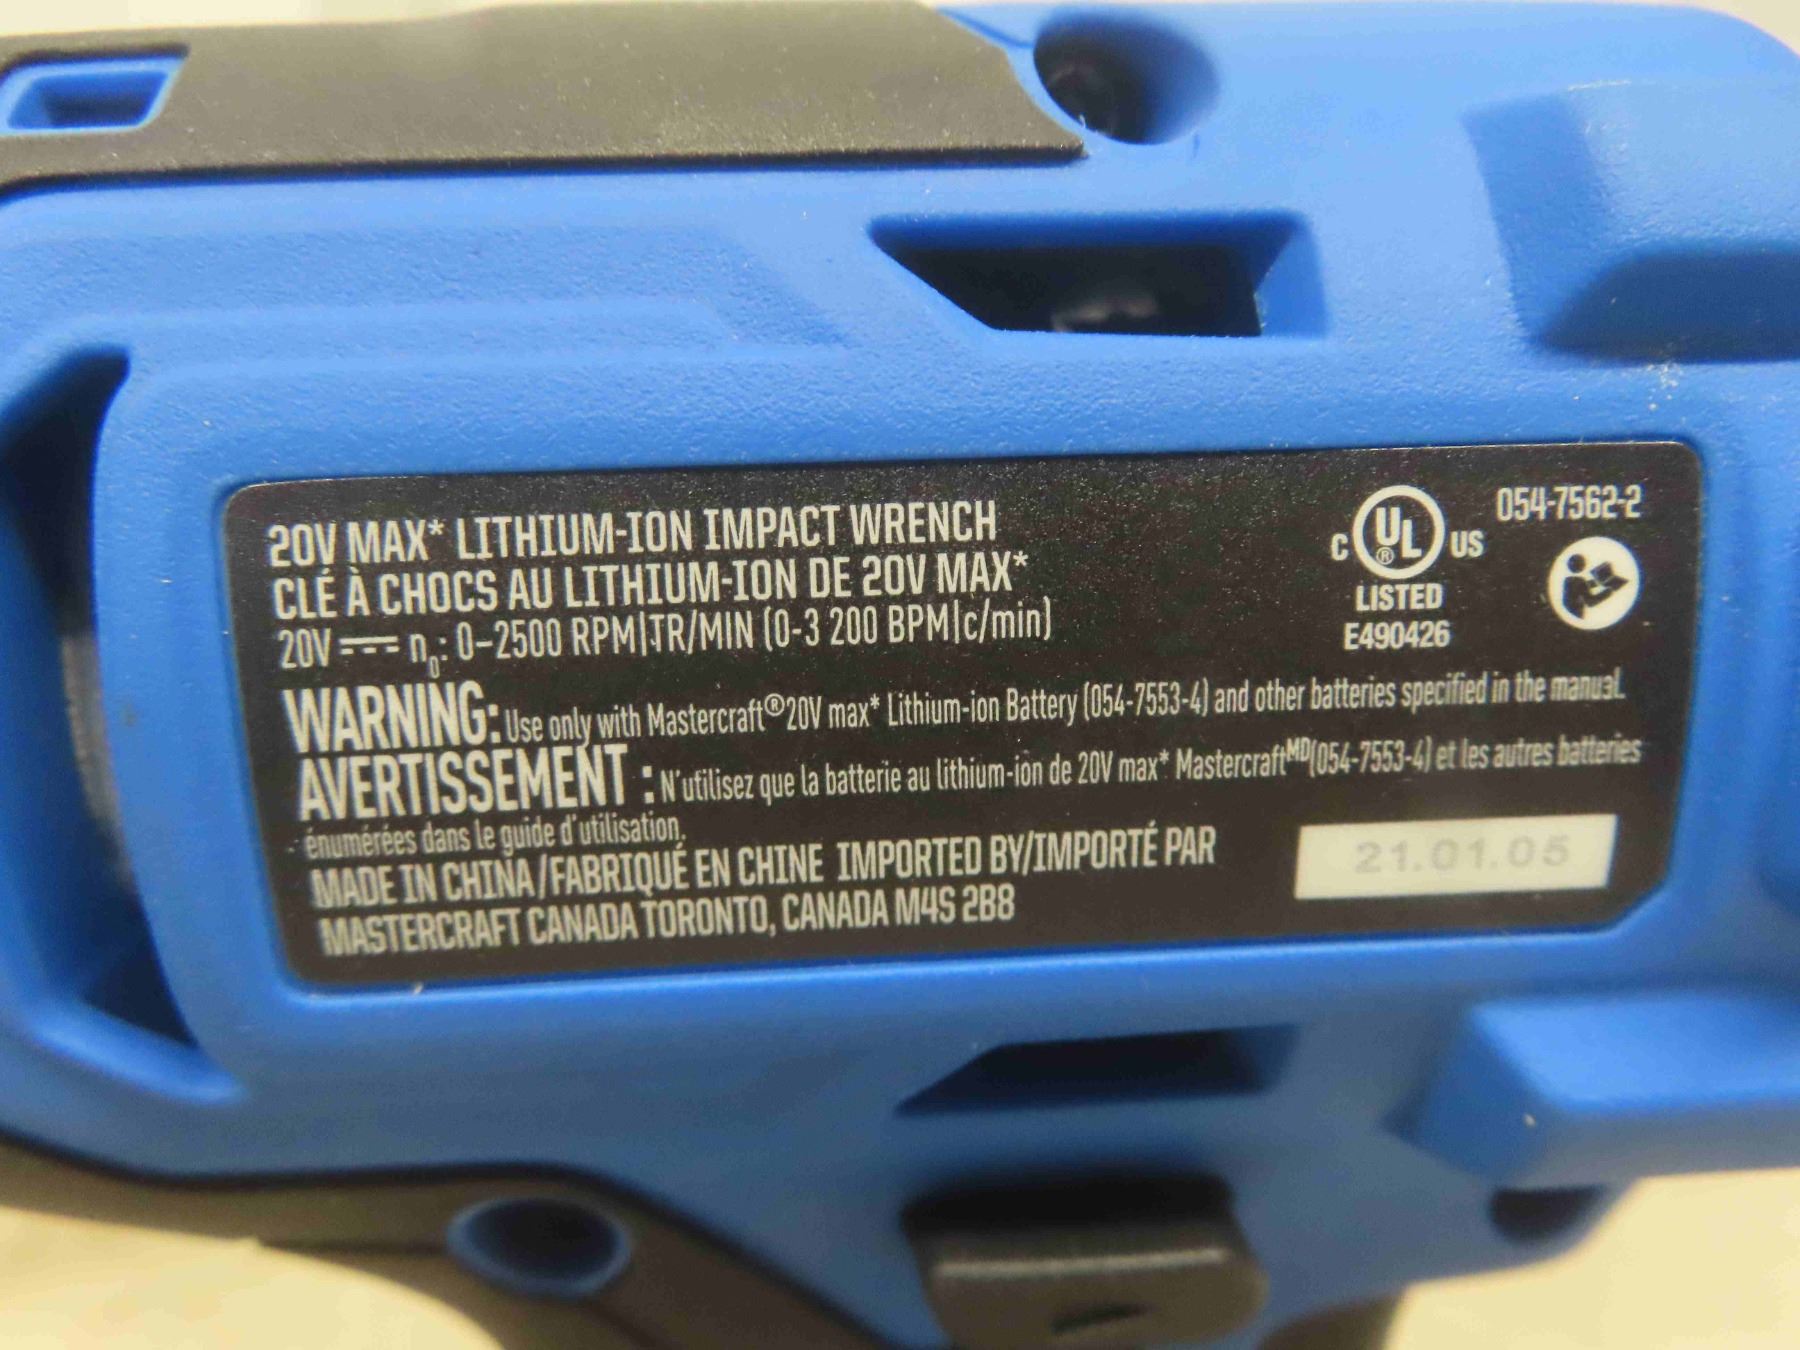 20V MAX* LITHIUM-ION IMPACT WRENCH
CLÉ À CHOCS AU LITHIUM-ION DE 20V MAX*
20V ⎓ n₀: 0-2500 RPM|TR/MIN (0-3 200 BPM|c/min)
C UL ® US
LISTED
E490426
054-7562-2
WARNING: Use only with Mastercraft® 20V max* Lithium-ion Battery (054-7553-4) and other batteries specified in the manual.
AVERTISSEMENT : N'utilisez que la batterie au lithium-ion de 20V max* Mastercraft MD (054-7553-4) et les autres batteries
énumérées dans le guide d'utilisation.
MADE IN CHINA/FABRIQUÉ EN CHINE IMPORTED BY/IMPORTÉ PAR
MASTERCRAFT CANADA TORONTO, CANADA M4S 2B8
21.01.05